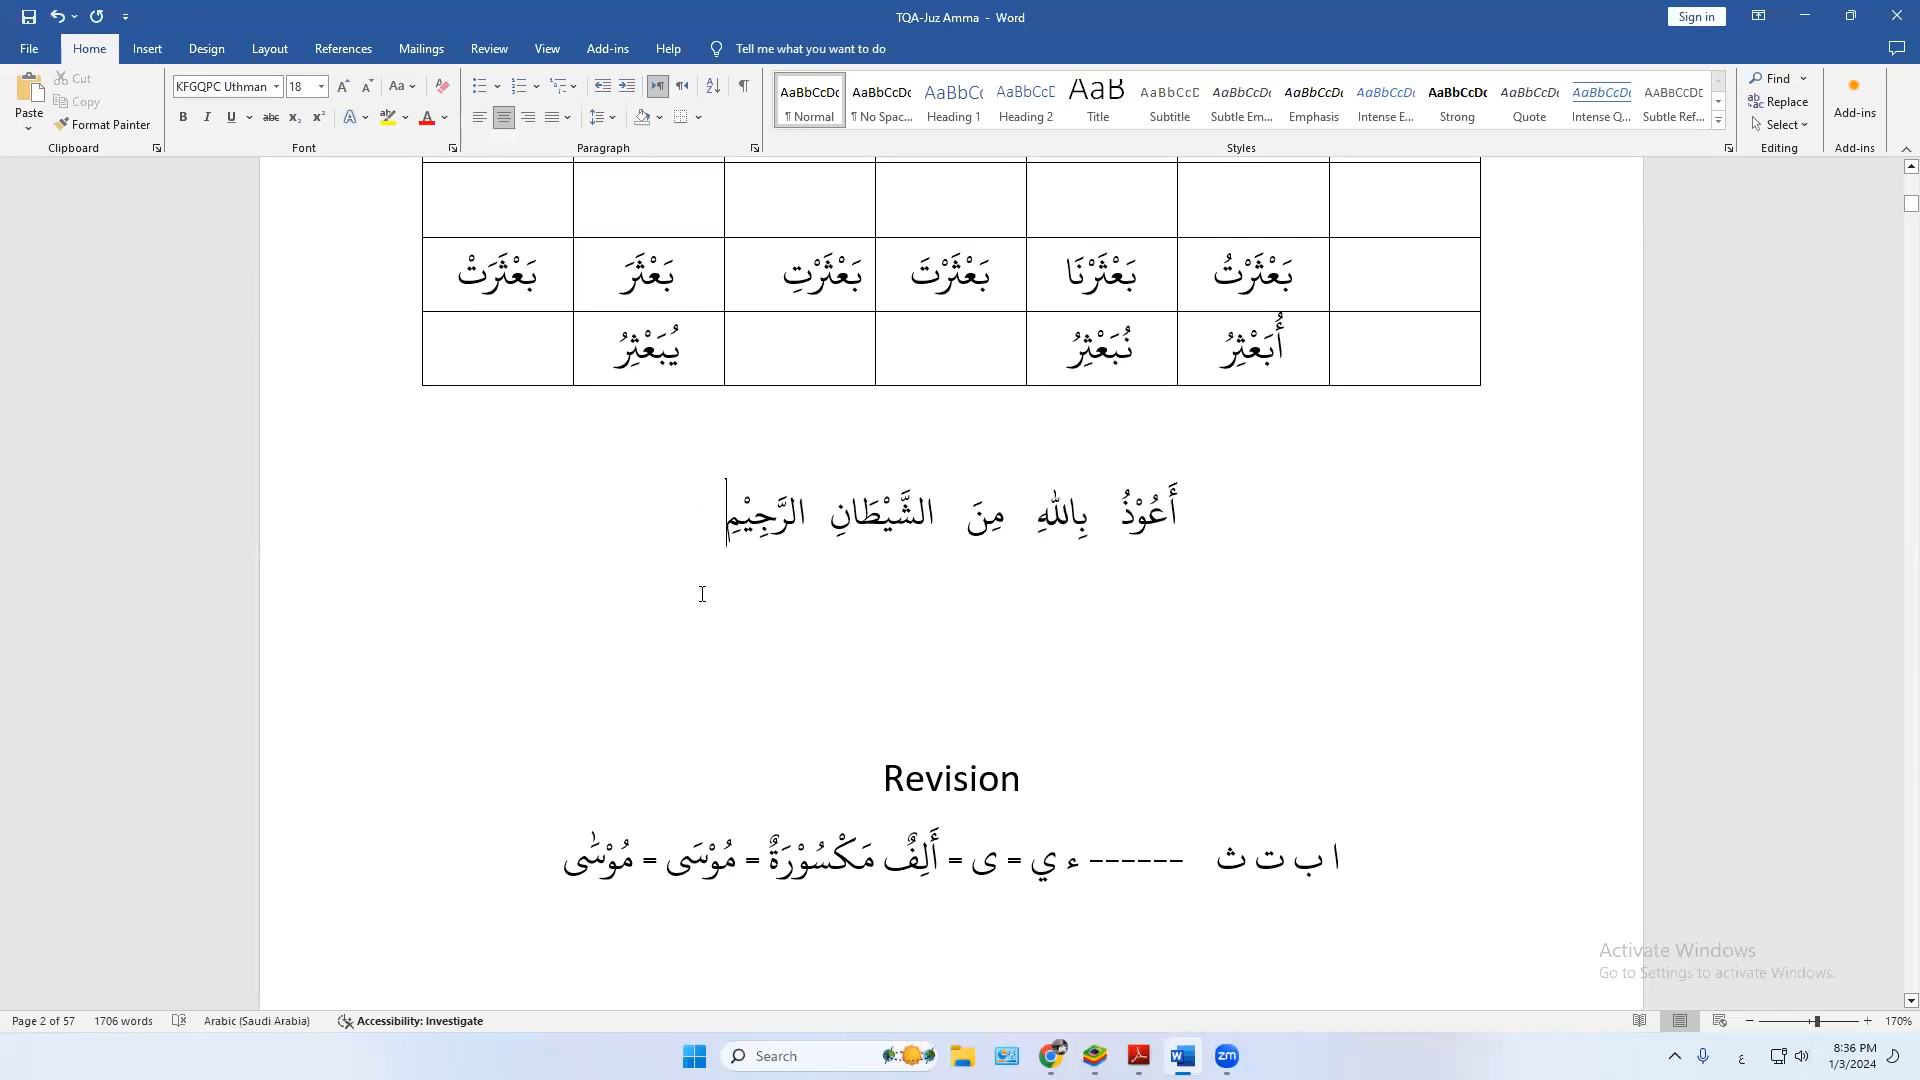 TQA-Juz Amma - Word
Sign in
File Home Insert Design Layout References Mailings Review View Add-ins Help Tell me what you want to do
Paste
Cut
Copy
Format Painter
Clipboard
KFGQPC Uthman 18
Font
Paragraph
AaBbCcDc AaBbCcDc AaBbCc AaBbCcD AaB AaBbCcD AaBbCcDc AaBbCcDc AaBbCcDc AaBbCcDc AaBbCcDc AaBbCcDc AABBCCDE
¶ Normal ¶ No Spac... Heading 1 Heading 2 Title Subtitle Subtle Em... Emphasis Intense E... Strong Quote Intense Q... Subtle Ref...
Styles
Find
Replace
Select
Editing
Add-ins
Add-ins
بَعْثَرْتُ بَعْثَرْنَا بَعْثَرْتَ بَعْثَرْتِ بَعْثَرَ بَعْثَرَتْ
أُبَعْثِرُ نُبَعْثِرُ يُبَعْثِرُ
أَعُوْذُ بِاللهِ مِنَ الشَّيْطَانِ الرَّجِيْمِ
Revision
ا ب ت ث ------ ء ي = ى = أَلِفٌ مَكْسُوْرَةٌ = مُوْسَى = مُوْسَٰى
Activate Windows
Go to Settings to activate Windows.
Page 2 of 57 1706 words Arabic (Saudi Arabia) Accessibility: Investigate 170%
Search
ع
8:36 PM
1/3/2024